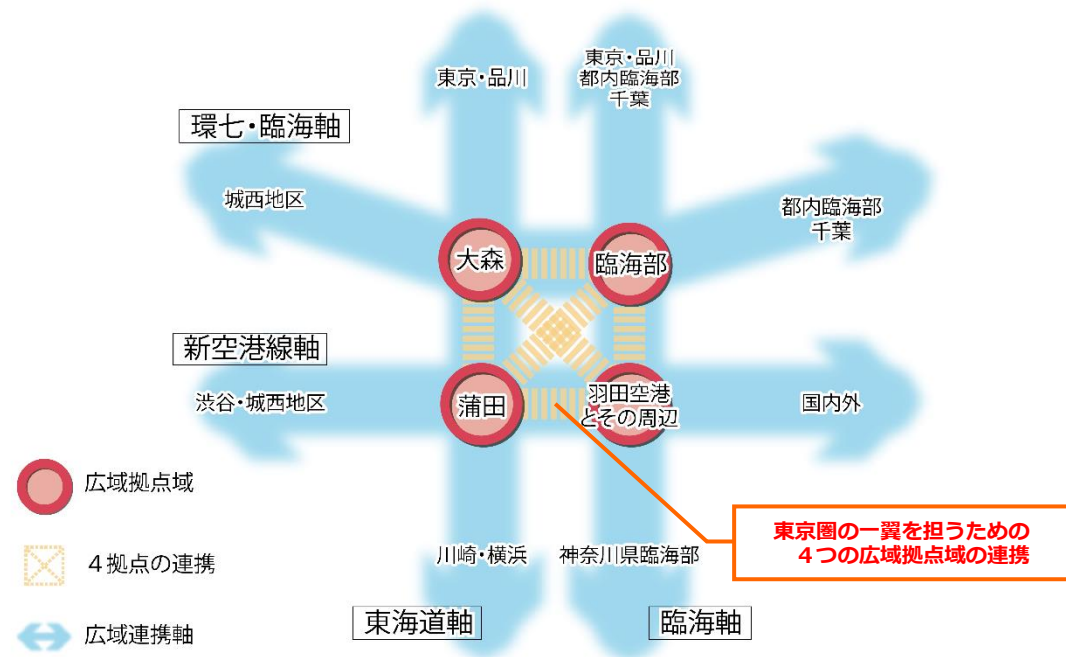 東京・品川
東京・品川
都内臨海部
千葉
環七・臨海軸
城西地区
都内臨海部
千葉
大森
臨海部
新空港線軸
渋谷・城西地区
蒲田
羽田空港
とその周辺
国内外
広域拠点域
東京圏の一翼を担うための
４つの広域拠点域の連携
４拠点の連携
川崎・横浜
神奈川県臨海部
東海道軸
臨海軸
広域連携軸